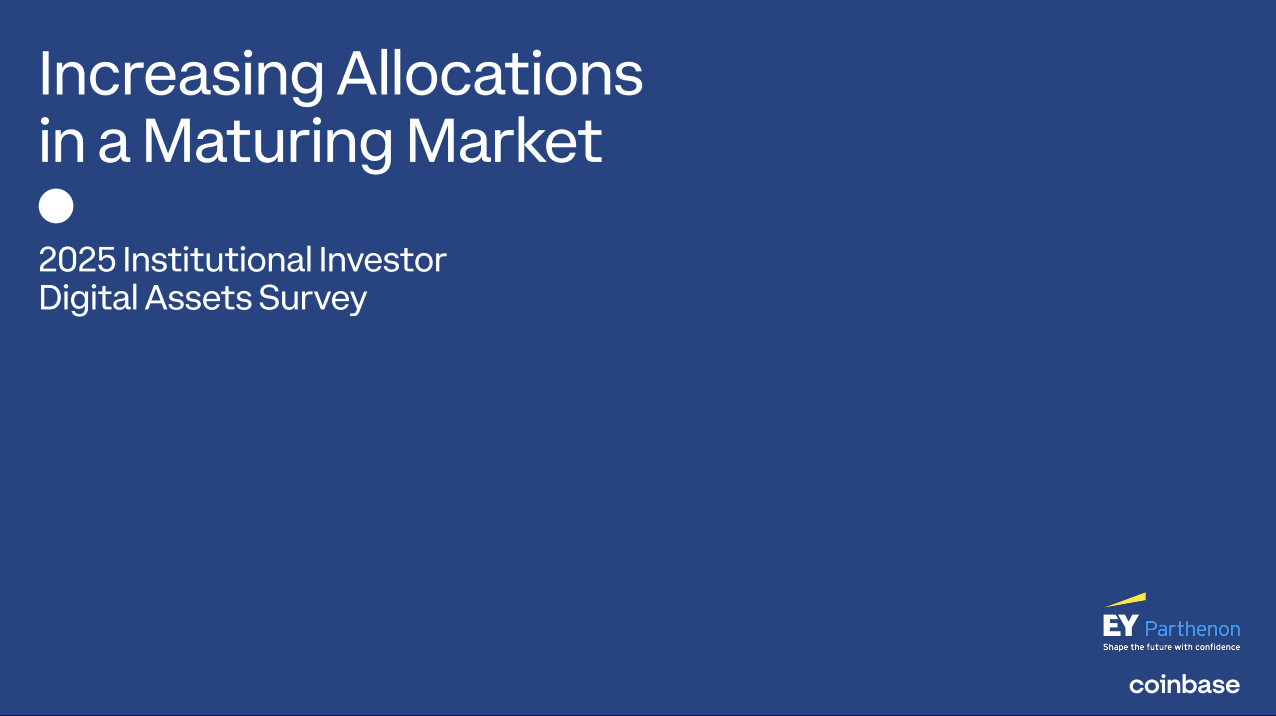 Increasing Allocations
in a Maturing Market
2025 Institutional Investor
Digital Assets Survey
EY Parthenon
Shape the future with confidence
coinbase